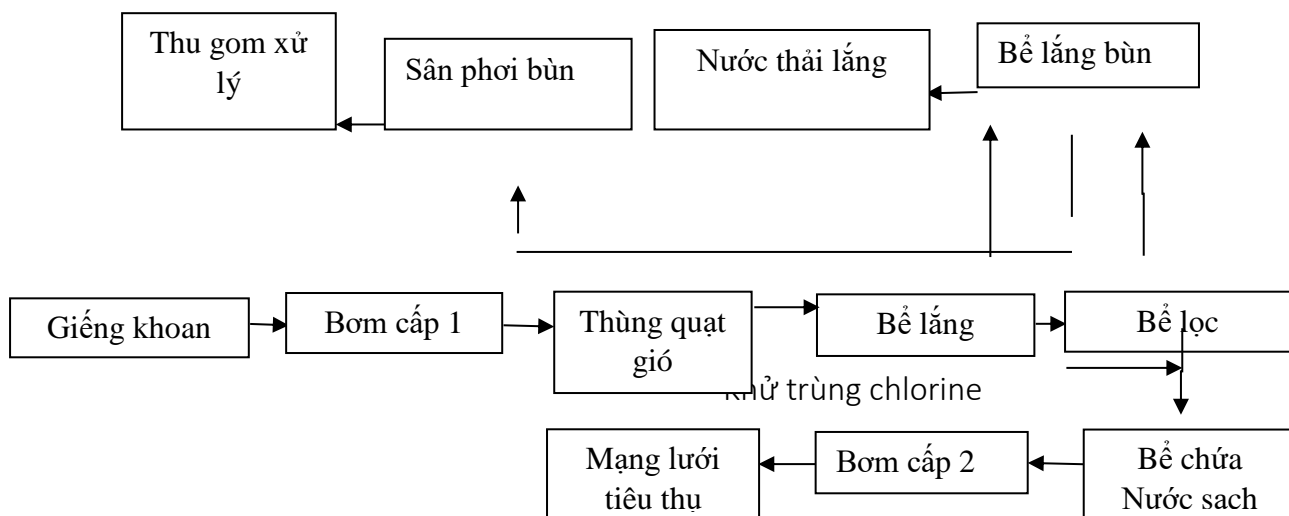 Thu gom xử
lý
Sân phơi bùn
Nước thải lắng
Bể lắng bùn
Giếng khoan
Bơm cấp 1
Thùng quạt
gió
Bể lắng
Bể lọc
khử trùng chlorine
Mạng lưới
tiêu thụ
Bơm cấp 2
Bể chứa
Nước sach